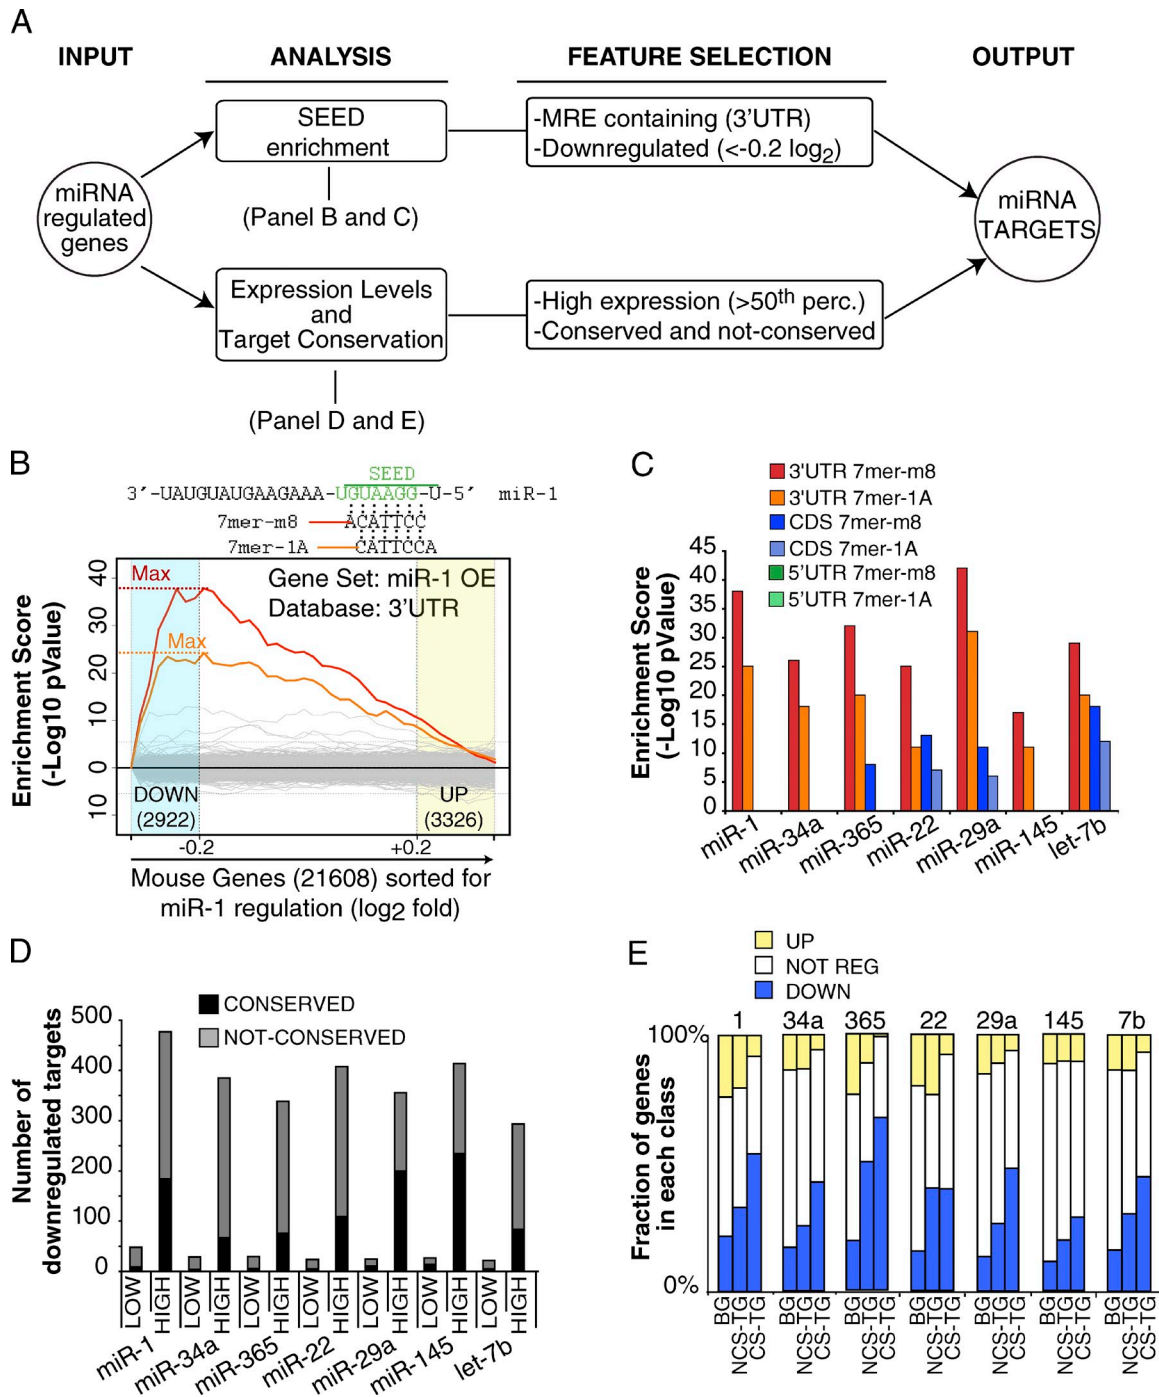 A
INPUT
ANALYSIS
FEATURE SELECTION
OUTPUT
miRNA
regulated
genes
SEED
enrichment
(Panel B and C)
-MRE containing (3'UTR)
-Downregulated (<-0.2 log2)
miRNA
TARGETS
Expression Levels
and
Target Conservation
(Panel D and E)
-High expression (>50th perc.)
-Conserved and not-conserved
B
SEED
3'-UAUGUAUGAAGAAA-UGUAAGG-U-5' miR-1
7mer-m8 ACATTCC
7mer-1A CATTCCA
Enrichment Score
(-Log10 pValue)
40
30
20
10
0
10
Max
Max
Gene Set: miR-1 OE
Database: 3'UTR
DOWN
(2922)
UP
(3326)
-0.2
+0.2
Mouse Genes (21608) sorted for
miR-1 regulation (log2 fold)
C
3'UTR 7mer-m8
3'UTR 7mer-1A
CDS 7mer-m8
CDS 7mer-1A
5'UTR 7mer-m8
5'UTR 7mer-1A
Enrichment Score
(-Log10 pValue)
45
40
35
30
25
20
15
10
5
0
miR-1
miR-34a
miR-365
miR-22
miR-29a
miR-145
let-7b
D
CONSERVED
NOT-CONSERVED
Number of
downregulated targets
500
400
300
200
100
0
LOW
HIGH
LOW
HIGH
LOW
HIGH
LOW
HIGH
LOW
HIGH
LOW
HIGH
LOW
HIGH
miR-1
miR-34a
miR-365
miR-22
miR-29a
miR-145
let-7b
E
UP
NOT REG
DOWN
Fraction of genes
in each class
100%
0%
1
34a
365
22
29a
145
7b
BG
NCS-TG
CS-TG
BG
NCS-TG
CS-TG
BG
NCS-TG
CS-TG
BG
NCS-TG
CS-TG
BG
NCS-TG
CS-TG
BG
NCS-TG
CS-TG
BG
NCS-TG
CS-TG